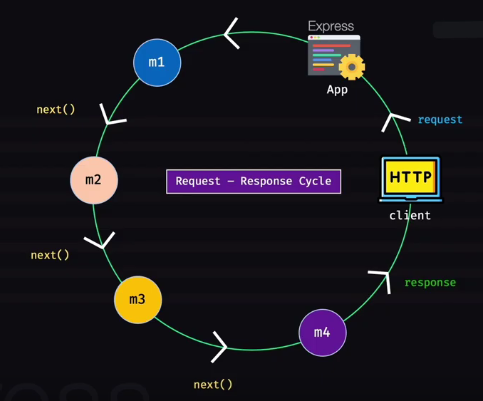 Express
App
m1
next()
request
HTTP
m2
Request – Response Cycle
client
next()
m3
response
m4
next()